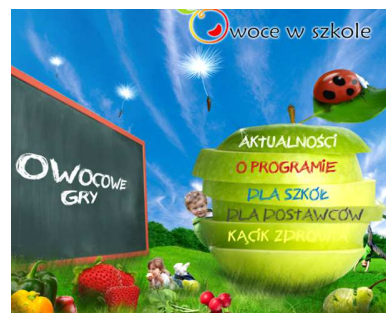 Owoce w szkole
OWOCOWE
GRY
AKTUALNOŚCI
O PROGRAMIE
DLA SZKÓŁ
DLA DOSTAWCÓW
KĄCIK ZDROWIA